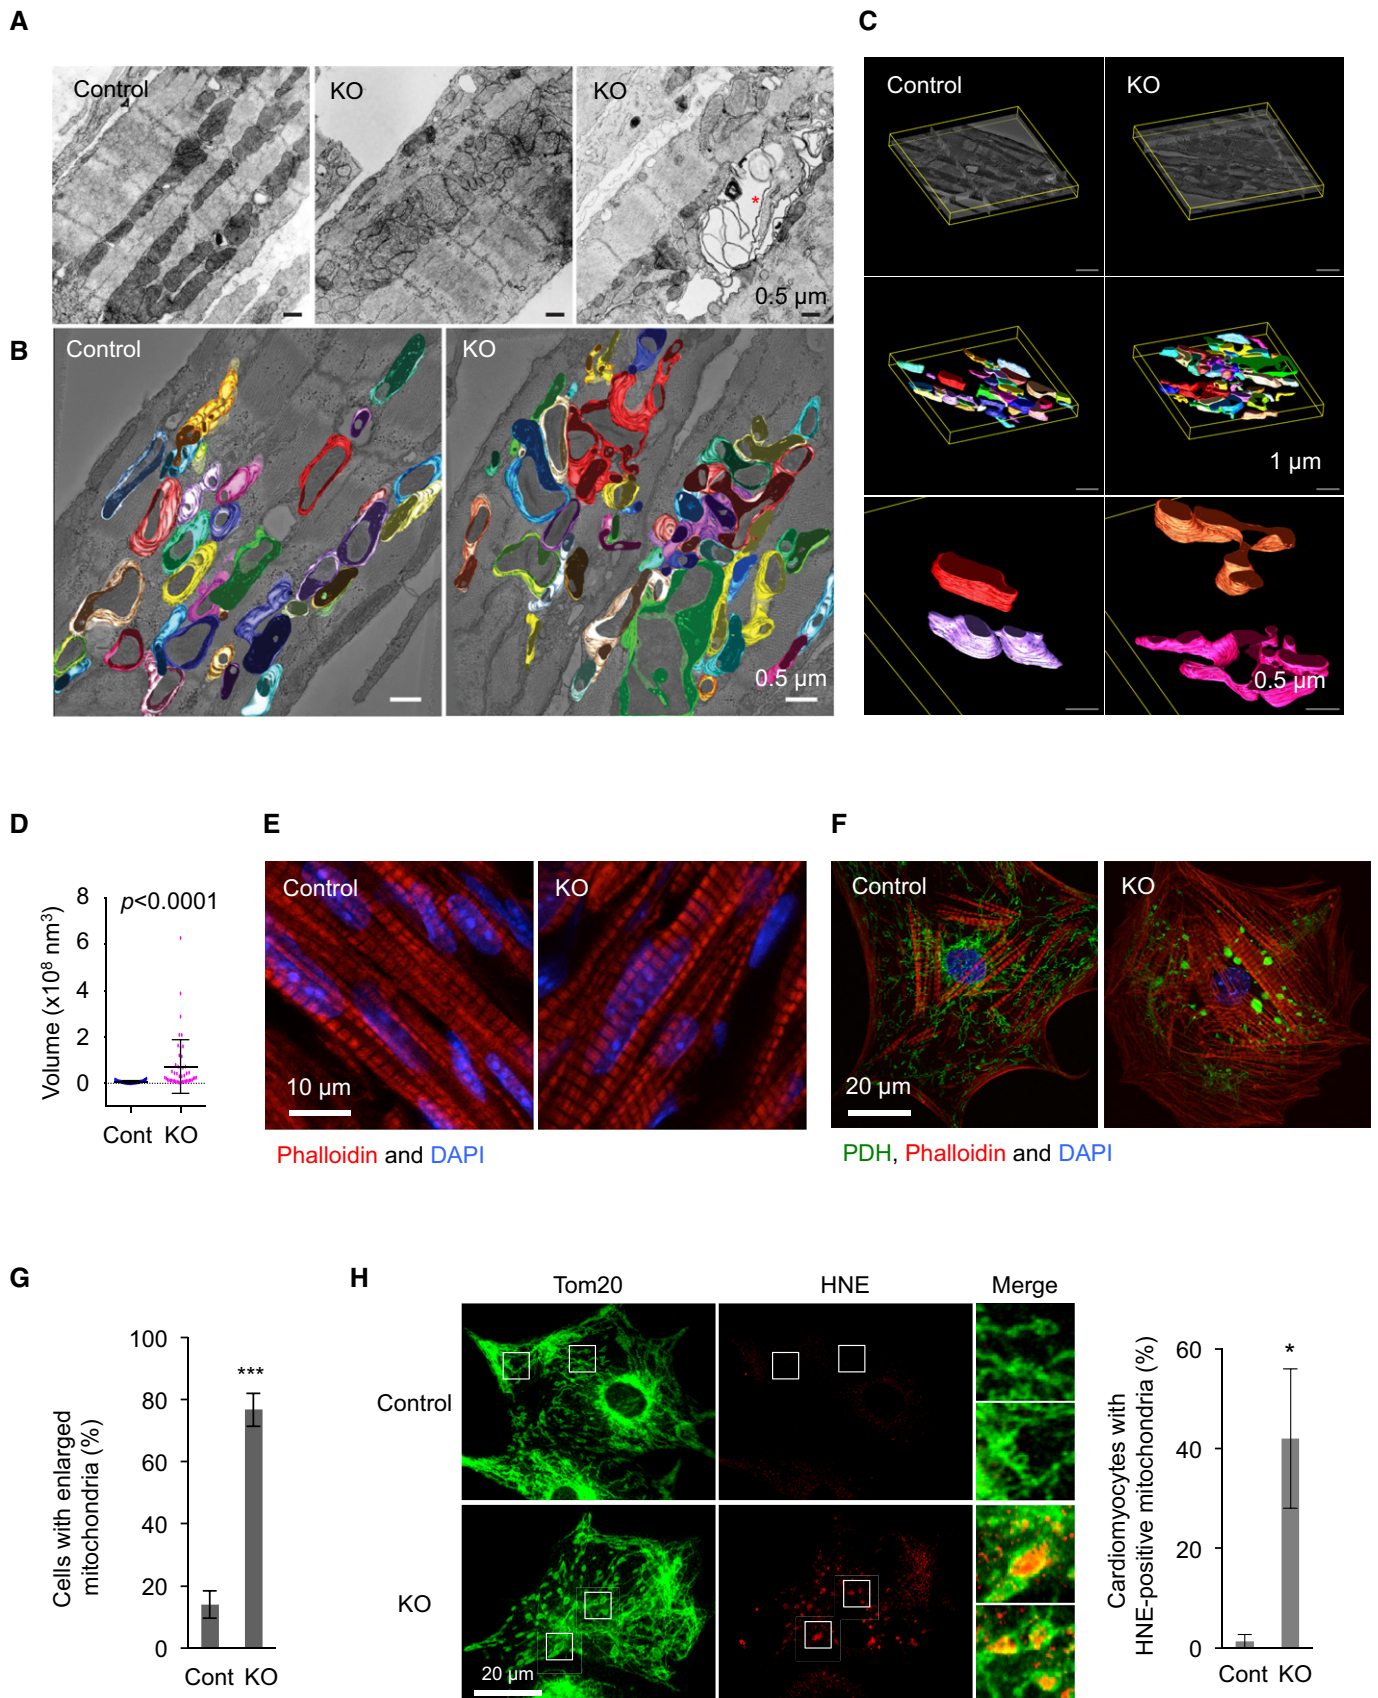 A
Control
KO
KO
*
0.5 µm
B
Control
KO
0.5 µm
C
Control
KO
1 µm
0.5 µm
D
Volume (x10⁸ nm³)
8
6
4
2
0
p<0.0001
Cont KO
E
Control
KO
10 µm
Phalloidin and DAPI
F
Control
KO
20 µm
PDH, Phalloidin and DAPI
G
Cells with enlarged
mitochondria (%)
100
80
60
40
20
0
***
Cont KO
H
Tom20
HNE
Merge
Control
KO
20 µm
Cardiomyocytes with
HNE-positive mitochondria (%)
60
40
20
0
*
Cont KO